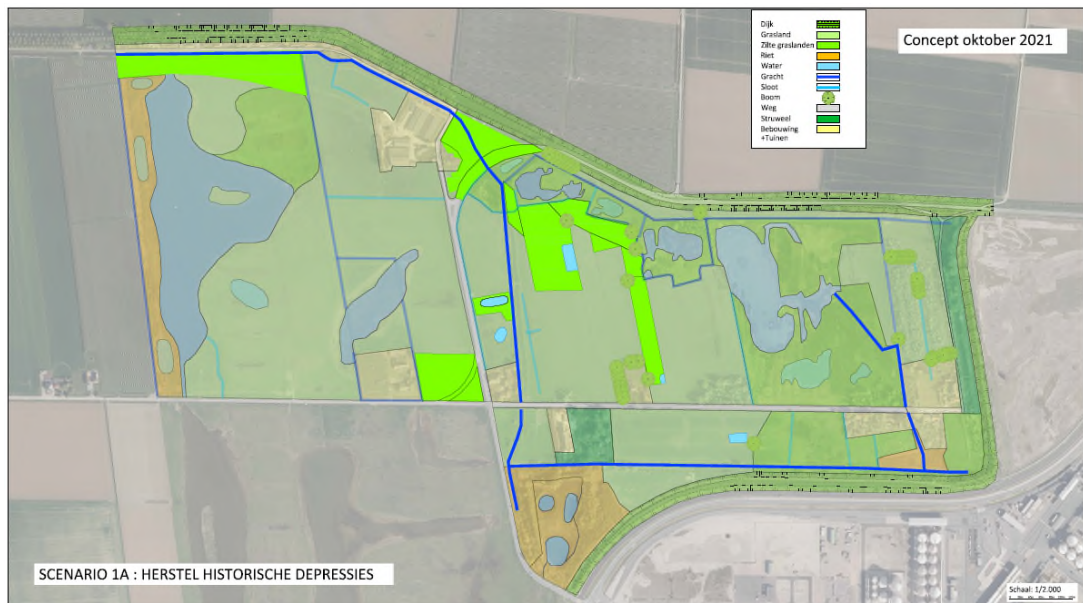 Dijk
Grasland
Zilte graslanden
Riet
Water
Gracht
Sloot
Boom
Weg
Struweel
Bebouwing
+Tuinen
Concept oktober 2021
SCENARIO 1A : HERSTEL HISTORISCHE DEPRESSIES
Schaal: 1/2.000